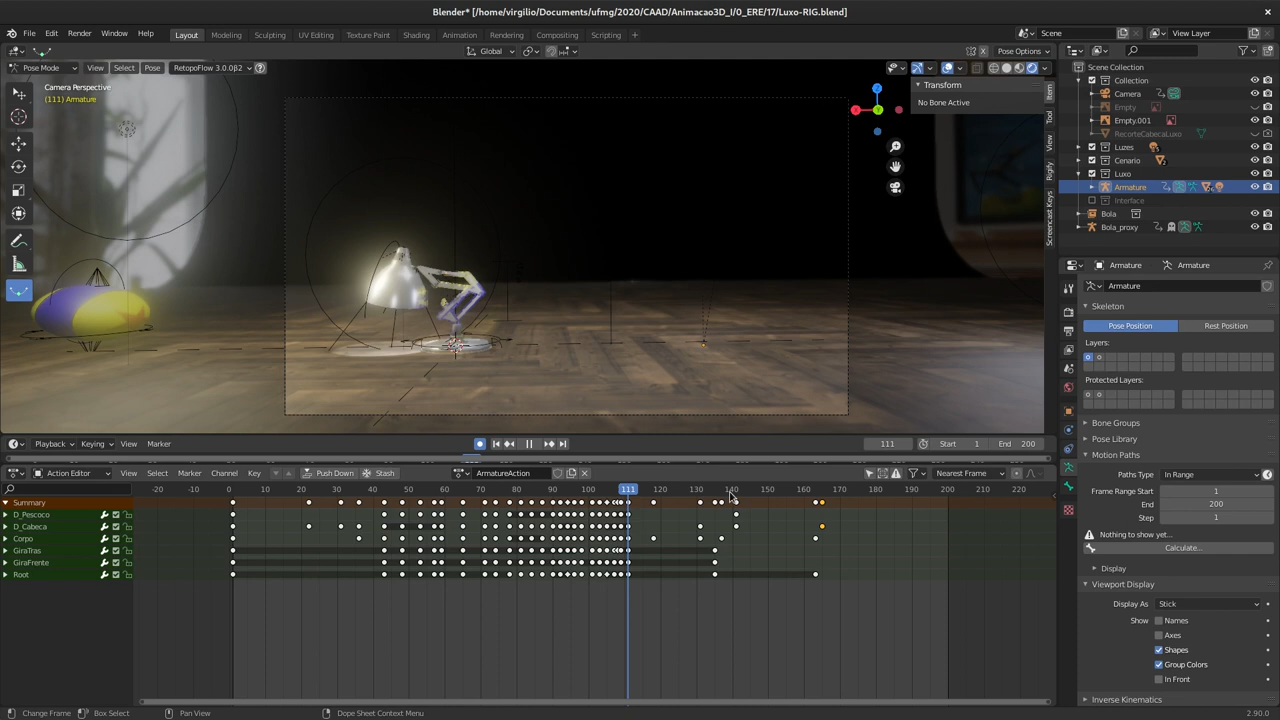 Blender* [/home/virgilio/Documents/ufmg/2020/CAAD/Animacao3D_I/0_ERE/17/Luxo-RIG.blend]
File Edit Render Window Help Layout Modeling Sculpting UV Editing Texture Paint Shading Animation Rendering Compositing Scripting + Scene View Layer
Global Pose Options
Pose Mode View Select Pose RetopoFlow 3.0.0β2
Camera Perspective
(111) Armature
Transform
No Bone Active
Item
Tool
View
Rigify
Screencast Keys
Z
X
Y
Scene Collection
Collection
Camera
Empty
Empty.001
RecorteCabecaLuxo
Luzes
Cenario
Luxo
Armature
Interface
Bola
Bola_proxy
Armature Armature
Armature
Skeleton
Pose Position Rest Position
Layers:
Protected Layers:
Bone Groups
Pose Library
Motion Paths
Paths Type In Range
Frame Range Start 1
End 200
Step 1
Nothing to show yet...
Calculate...
Display
Viewport Display
Display As Stick
Show Names
Axes
Shapes
Group Colors
In Front
Inverse Kinematics
Playback Keying View Marker 111 Start 1 End 200
Action Editor View Select Marker Channel Key Push Down Stash ArmatureAction Nearest Frame
-20 -10 0 10 20 30 40 50 60 70 80 90 100 111 120 130 140 150 160 170 180 190 200 210 220
Summary
D_Pescoco
D_Cabeca
Corpo
GiraTras
GiraFrente
Root
Change Frame Box Select Pan View Dope Sheet Context Menu 2.90.0